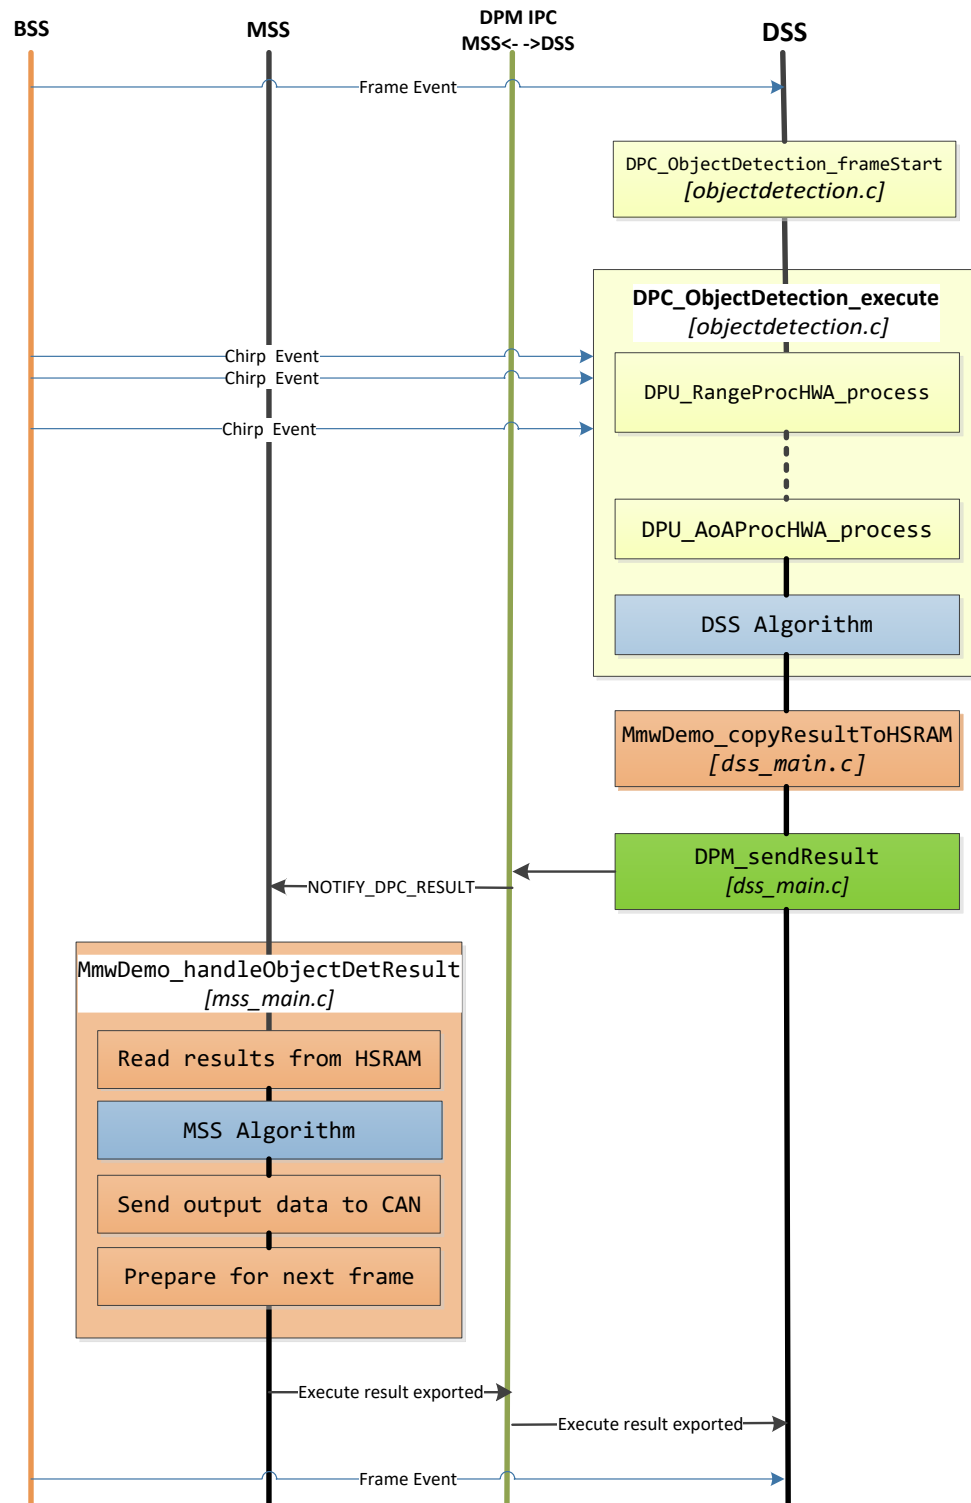 BSS
MSS
DPM IPC
MSS<- ->DSS
DSS
Frame Event
DPC_ObjectDetection_frameStart
[objectdetection.c]
DPC_ObjectDetection_execute
[objectdetection.c]
Chirp Event
Chirp Event
DPU_RangeProcHWA_process
Chirp Event
DPU_AoAProcHWA_process
DSS Algorithm
MmwDemo_copyResultToHSRAM
[dss_main.c]
DPM_sendResult
[dss_main.c]
NOTIFY_DPC_RESULT
MmwDemo_handleObjectDetResult
[mss_main.c]
Read results from HSRAM
MSS Algorithm
Send output data to CAN
Prepare for next frame
Execute result exported
Execute result exported
Frame Event